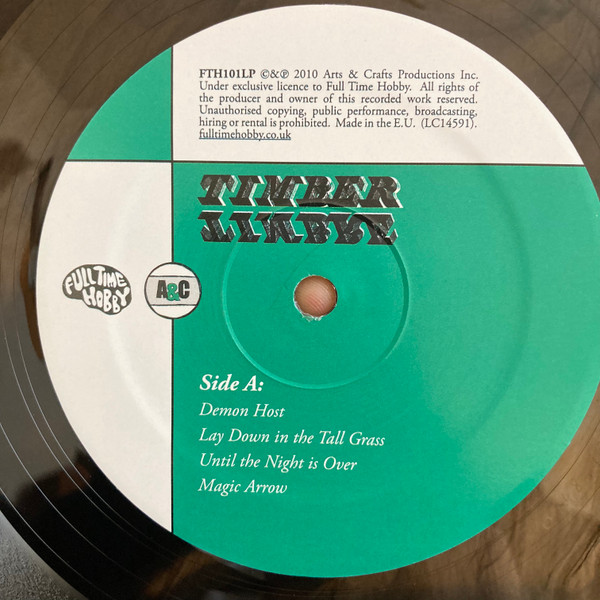 FTH101LP ©&℗ 2010 Arts & Crafts Productions Inc.
Under exclusive licence to Full Time Hobby. All rights of
the producer and owner of this recorded work reserved.
Unauthorised copying, public performance, broadcasting,
hiring or rental is prohibited. Made in the E.U. (LC14591).
fulltimehobby.co.uk
TIMBER
TIMBRE
FULL TIME
HOBBY
A&C
Side A:
Demon Host
Lay Down in the Tall Grass
Until the Night is Over
Magic Arrow